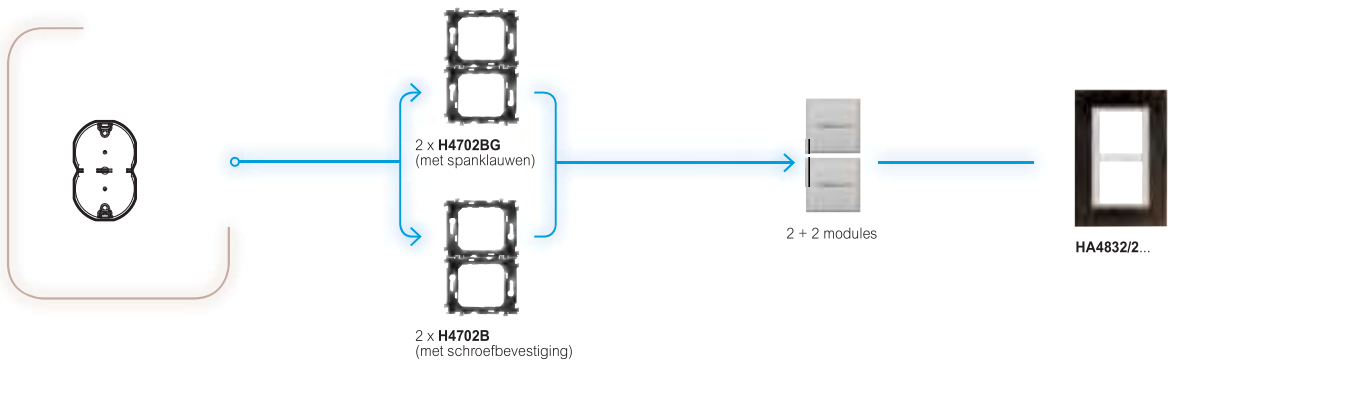 2 x H4702BG
(met spanklauwen)
2 x H4702B
(met schroefbevestiging)
2 + 2 modules
HA4832/2...